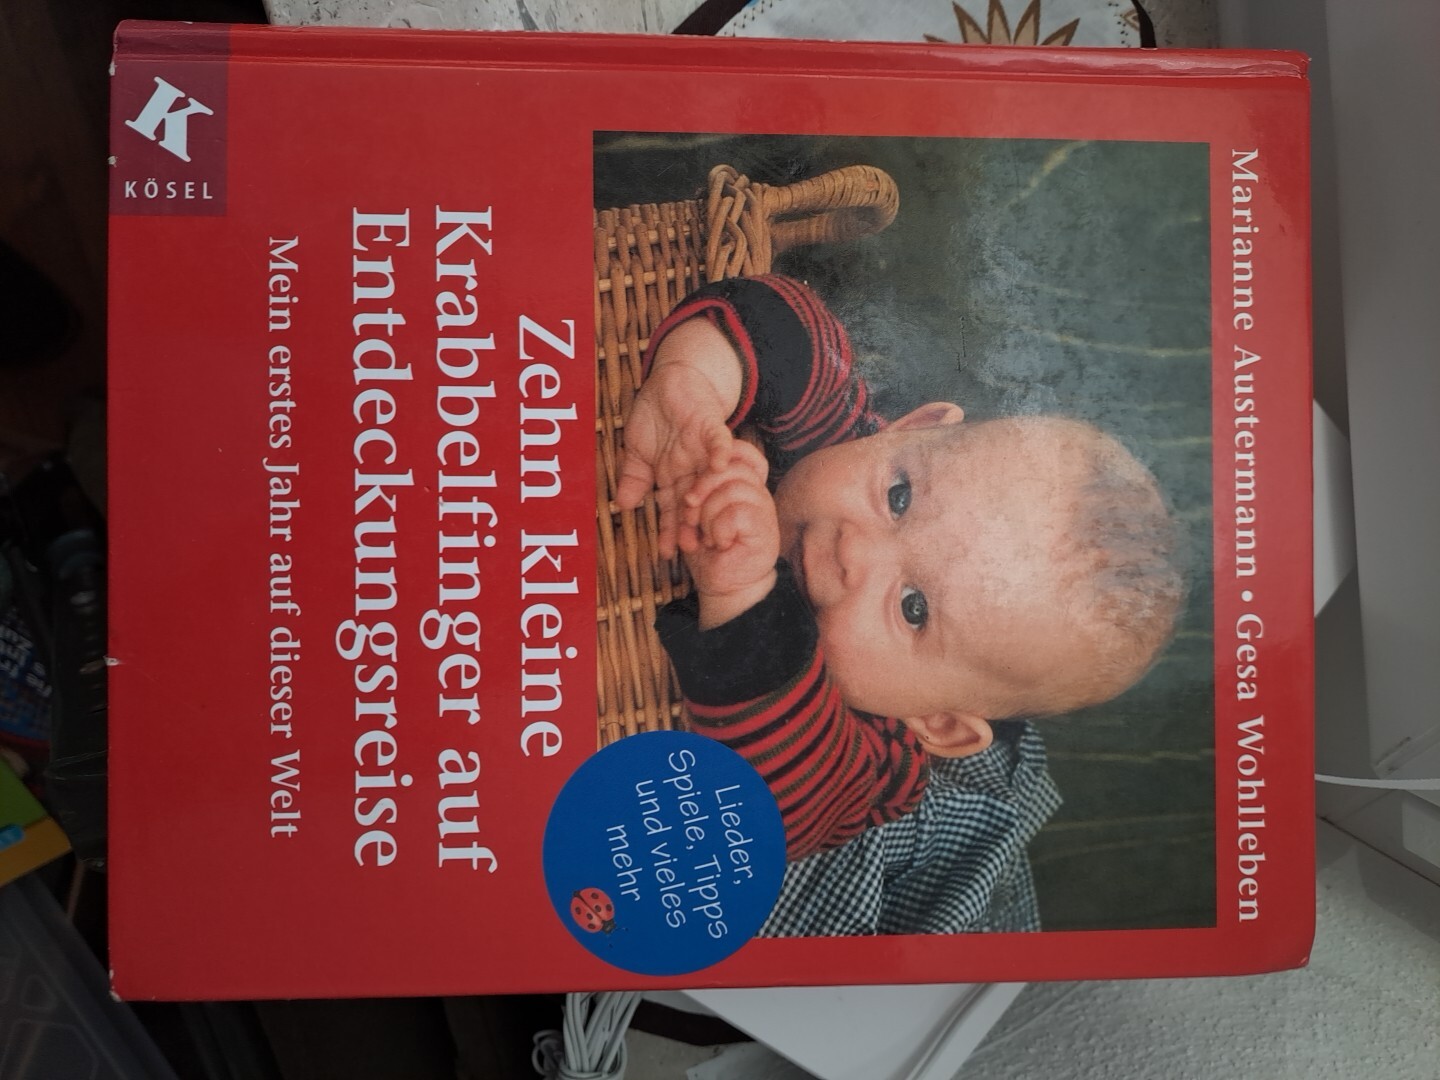 Marianne Austermann • Gesa Wohlleben
Lieder,
Spiele, Tipps
und vieles
mehr
Zehn kleine
Krabbelfinger auf
Entdeckungsreise
Mein erstes Jahr auf dieser Welt
K
KÖSEL